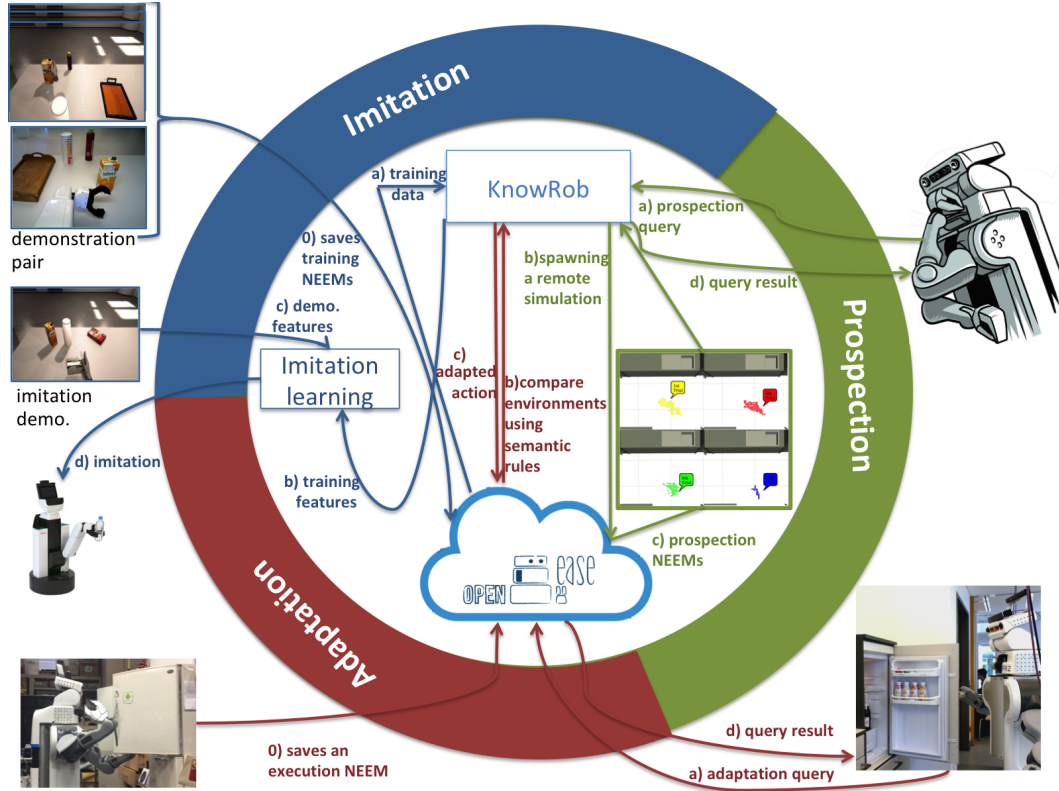 Imitation
KnowRob
a) training
data
a) prospection
query
demonstration
pair
0) saves
training
NEEMs
b)spawning
a remote
simulation
d) query result
c) demo.
features
Prospection
Imitation
learning
c)
adapted
action
b)compare
environments
using
semantic
rules
imitation
demo.
d) imitation
b) training
features
c) prospection
NEEMs
OPEN
ease
Adaptation
d) query result
0) saves an
execution NEEM
a) adaptation query